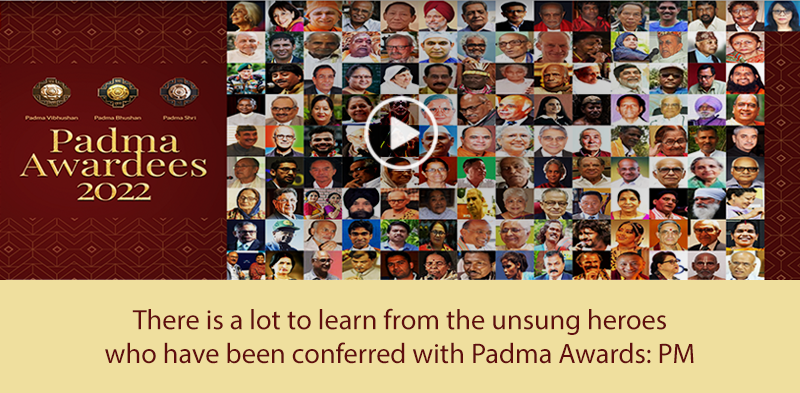 Padma Vibhushan Padma Bhushan Padma Shri
Padma
Awardees
2022
There is a lot to learn from the unsung heroes
who have been conferred with Padma Awards: PM